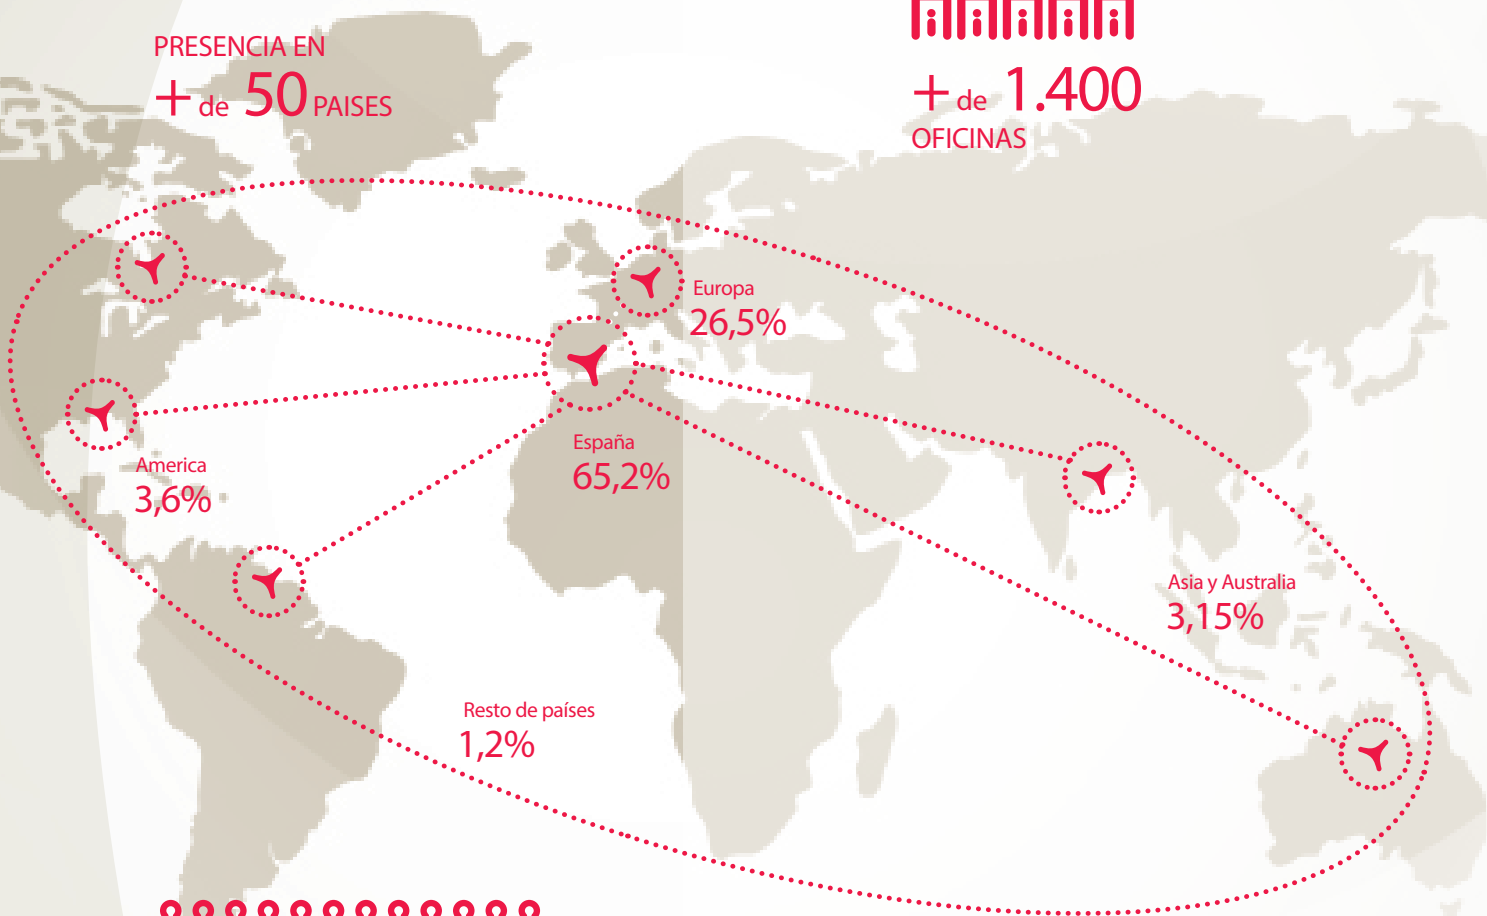 PRESENCIA EN
+ de 50 PAISES
+ de 1.400
OFICINAS
Europa
26,5%
España
65,2%
America
3,6%
Asia y Australia
3,15%
Resto de países
1,2%